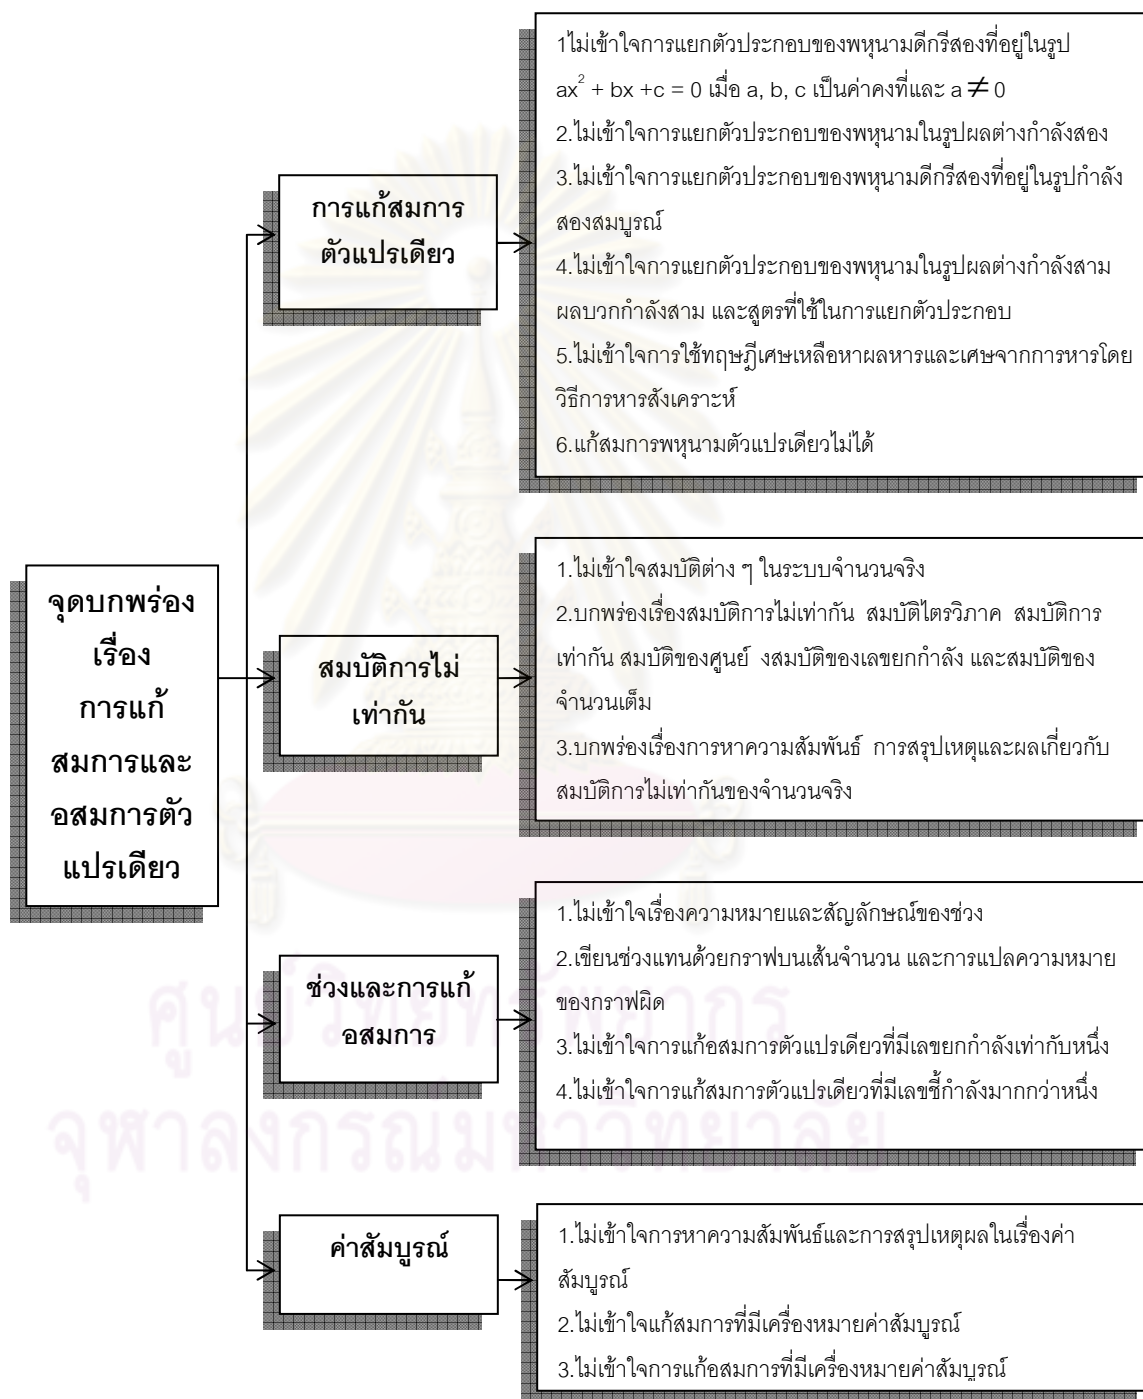 จุดบกพร่อง
เรื่อง
การแก้
สมการและ
อสมการตัว
แปรเดียว
การแก้สมการ
ตัวแปรเดียว
1ไม่เข้าใจการแยกตัวประกอบของพหุนามดีกรีสองที่อยู่ในรูป
ax² + bx +c = 0 เมื่อ a, b, c เป็นค่าคงที่และ a ≠ 0
2.ไม่เข้าใจการแยกตัวประกอบของพหุนามในรูปผลต่างกำลังสอง
3.ไม่เข้าใจการแยกตัวประกอบของพหุนามดีกรีสองที่อยู่ในรูปกำลัง
สองสมบูรณ์
4.ไม่เข้าใจการแยกตัวประกอบของพหุนามในรูปผลต่างกำลังสาม
ผลบวกกำลังสาม และสูตรที่ใช้ในการแยกตัวประกอบ
5.ไม่เข้าใจการใช้ทฤษฎีเศษเหลือหาผลหารและเศษจากการหารโดย
วิธีการหารสังเคราะห์
6.แก้สมการพหุนามตัวแปรเดียวไม่ได้
สมบัติการไม่
เท่ากัน
1.ไม่เข้าใจสมบัติต่าง ๆ ในระบบจำนวนจริง
2.บกพร่องเรื่องสมบัติการไม่เท่ากัน สมบัติไตรวิภาค สมบัติการ
เท่ากัน สมบัติของศูนย์ งสมบัติของเลขยกกำลัง และสมบัติของ
จำนวนเต็ม
3.บกพร่องเรื่องการหาความสัมพันธ์ การสรุปเหตุและผลเกี่ยวกับ
สมบัติการไม่เท่ากันของจำนวนจริง
ช่วงและการแก้
อสมการ
1.ไม่เข้าใจเรื่องความหมายและสัญลักษณ์ของช่วง
2.เขียนช่วงแทนด้วยกราฟบนเส้นจำนวน และการแปลความหมาย
ของกราฟผิด
3.ไม่เข้าใจการแก้อสมการตัวแปรเดียวที่มีเลขยกกำลังเท่ากับหนึ่ง
4.ไม่เข้าใจการแก้สมการตัวแปรเดียวที่มีเลขชี้กำลังมากกว่าหนึ่ง
ค่าสัมบูรณ์
1.ไม่เข้าใจการหาความสัมพันธ์และการสรุปเหตุผลในเรื่องค่า
สัมบูรณ์
2.ไม่เข้าใจแก้สมการที่มีเครื่องหมายค่าสัมบูรณ์
3.ไม่เข้าใจการแก้อสมการที่มีเครื่องหมายค่าสัมบูรณ์
ศูนย์วิทยทรัพยากร
จุฬาลงกรณ์มหาวิทยาลัย